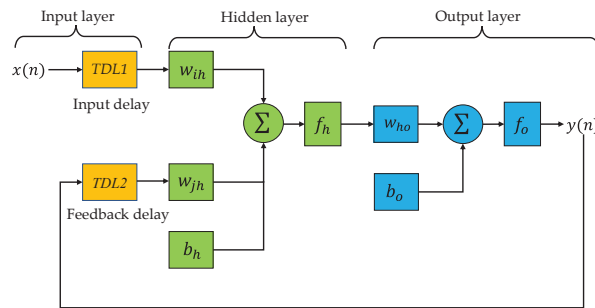 Input layer
Hidden layer
Output layer
x(n)
TDL1
w_ih
Input delay
Σ
f_h
w_ho
Σ
f_o
y(n)
TDL2
w_jh
Feedback delay
b_o
b_h